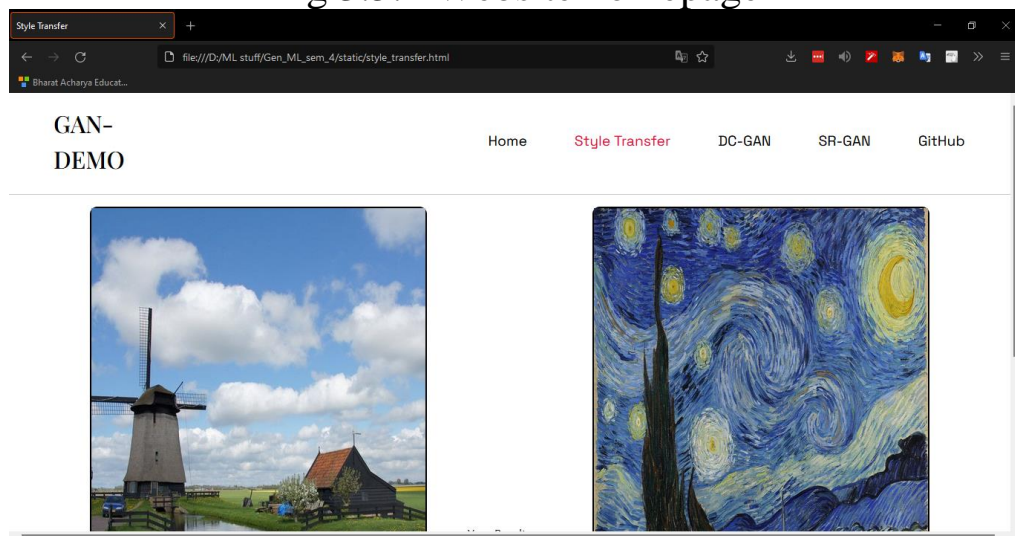 Style Transfer
file:///D:/ML stuff/Gen_ML_sem_4/static/style_transfer.html
Bharat Acharya Educat...
GAN-
DEMO
Home Style Transfer DC-GAN SR-GAN GitHub